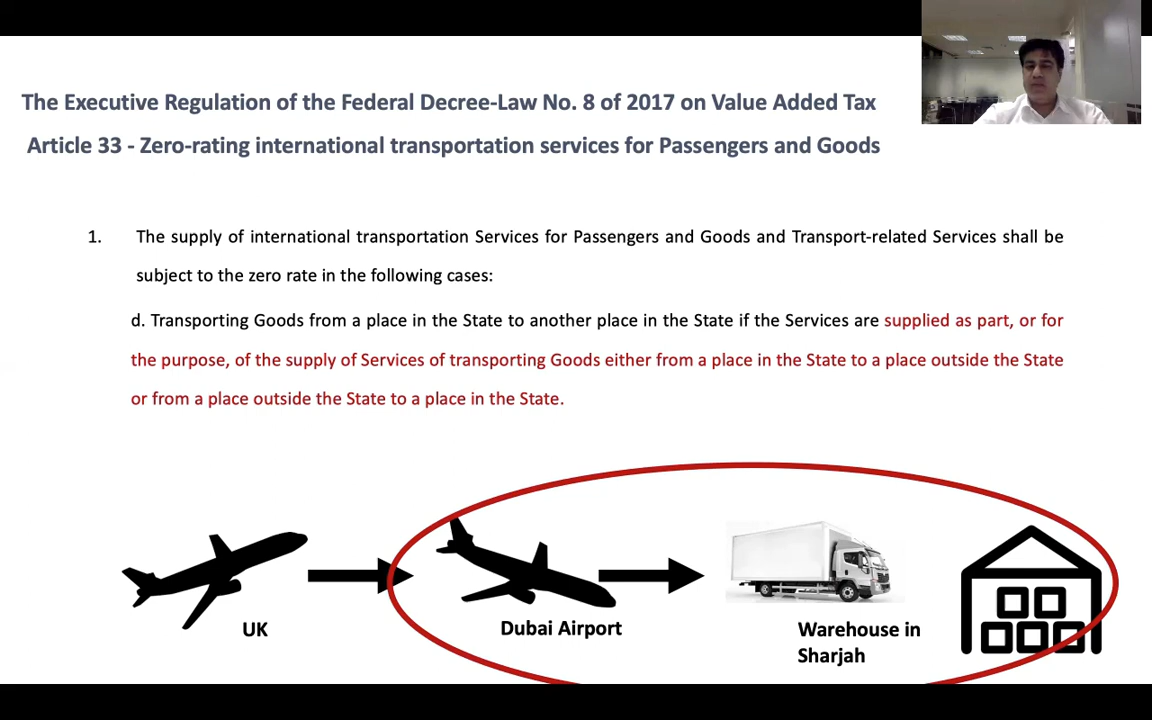 The Executive Regulation of the Federal Decree-Law No. 8 of 2017 on Value Added Tax
Article 33 - Zero-rating international transportation services for Passengers and Goods
1. The supply of international transportation Services for Passengers and Goods and Transport-related Services shall be
subject to the zero rate in the following cases:
d. Transporting Goods from a place in the State to another place in the State if the Services are supplied as part, or for
the purpose, of the supply of Services of transporting Goods either from a place in the State to a place outside the State
or from a place outside the State to a place in the State.
UK
Dubai Airport
Warehouse in
Sharjah